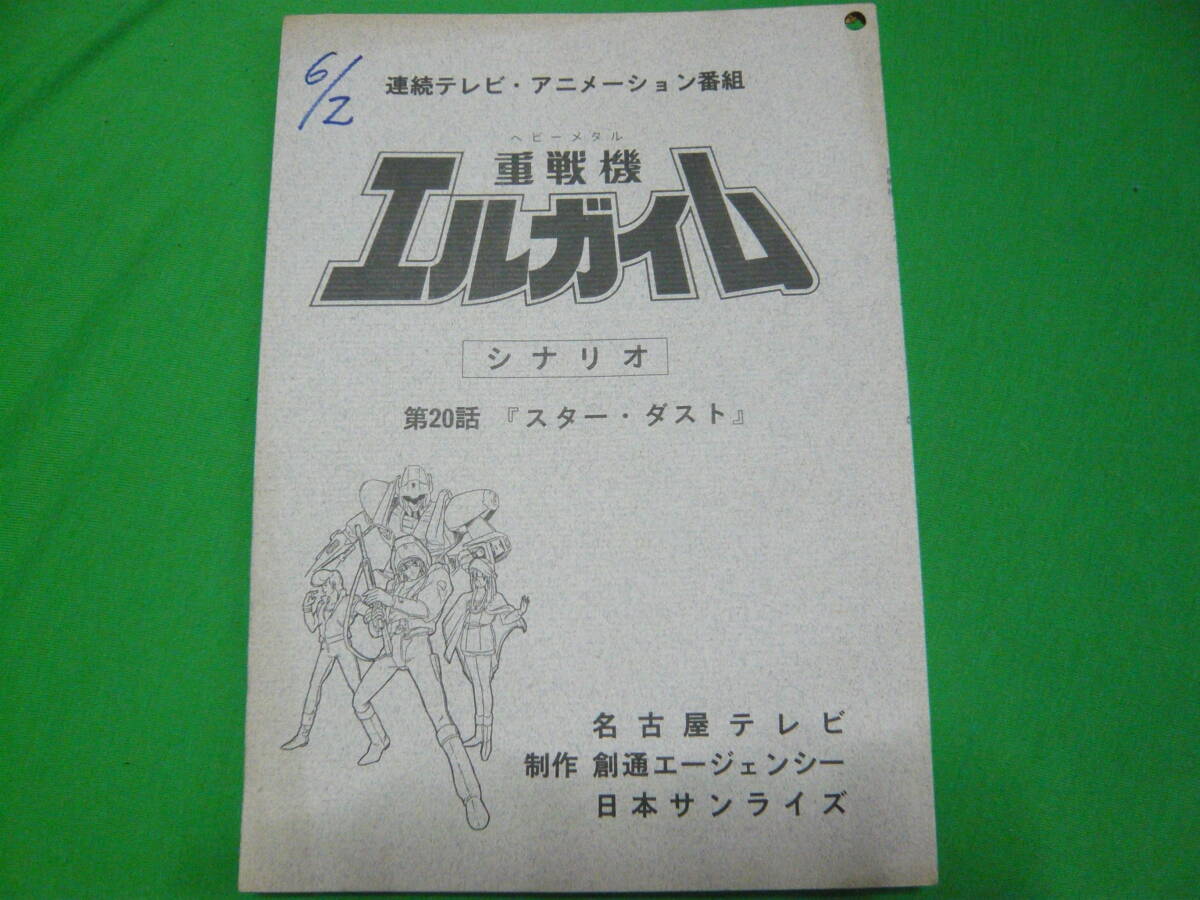 6/2
連続テレビ・アニメーション番組
ヘビーメタル
重戦機
エルガイム
シナリオ
第20話 『スター・ダスト』
名古屋テレビ
制作 創通エージェンシー
日本サンライズ